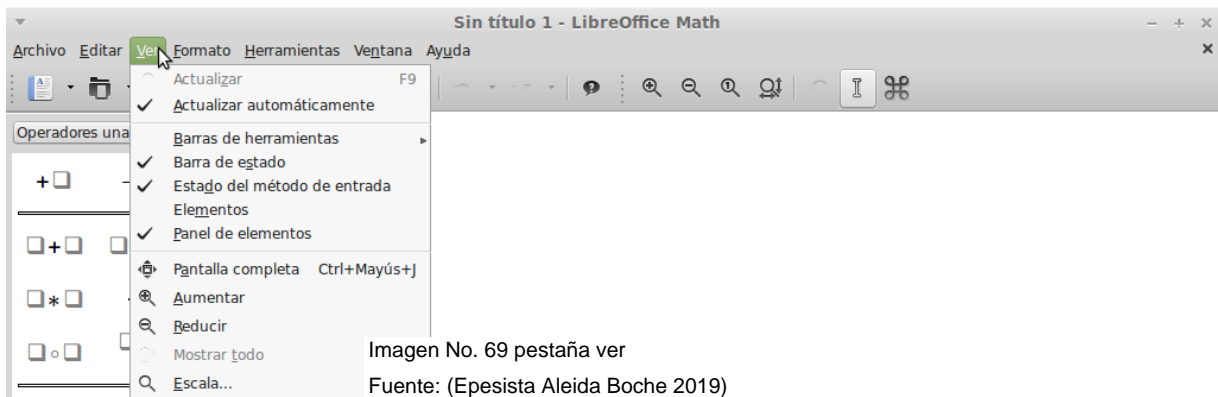 Sin título 1 - LibreOffice Math
Archivo Editar Ver Formato Herramientas Ventana Ayuda
Actualizar F9
Actualizar automáticamente
Operadores una
Barras de herramientas
Barra de estado
Estado del método de entrada
Elementos
Panel de elementos
Pantalla completa Ctrl+Mayús+J
Aumentar
Reducir
Mostrar todo
Escala...
+□
□+□
□*□
□∘□
Imagen No. 69 pestaña ver
Fuente: (Epesista Aleida Boche 2019)